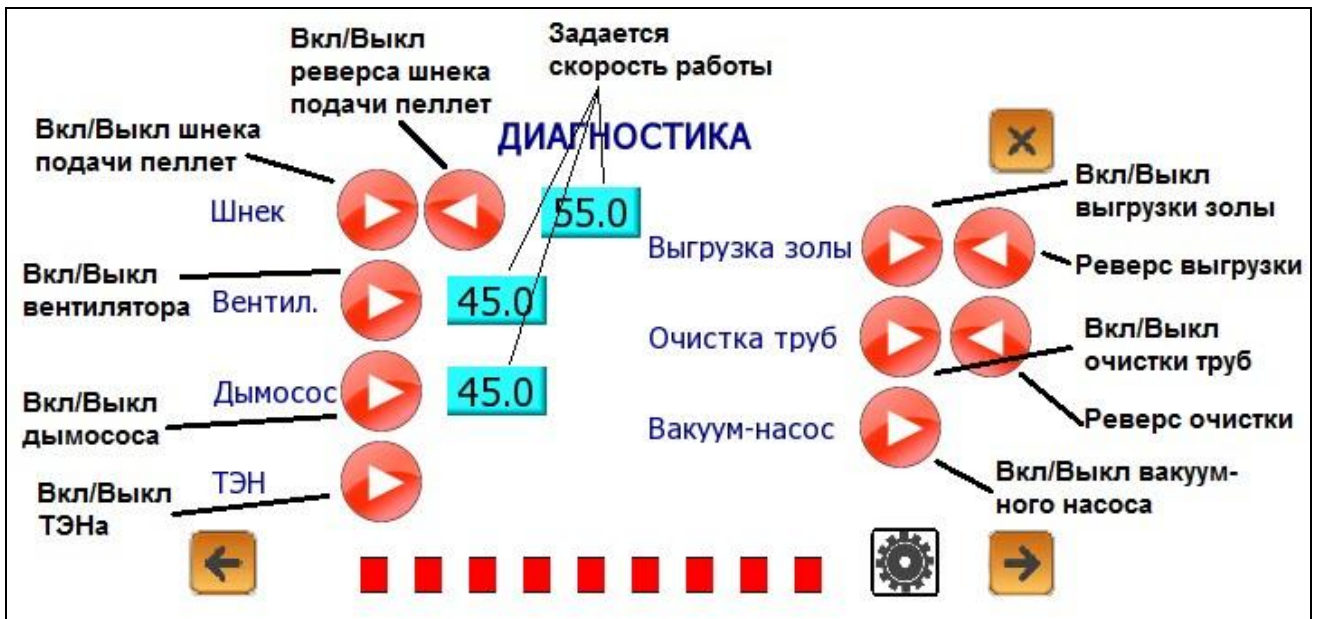 Вкл/Выкл
реверса шнека
подачи пеллет
Задается
скорость работы
Вкл/Выкл шнека
подачи пеллет
ДИАГНОСТИКА
Шнек
55.0
Вкл/Выкл
вентилятора
Вентил.
45.0
Вкл/Выкл
дымососа
Дымосос
45.0
Вкл/Выкл
ТЭНа
ТЭН
Вкл/Выкл
выгрузки золы
Выгрузка золы
Реверс выгрузки
Очистка труб
Вкл/Выкл
очистки труб
Реверс очистки
Вакуум-насос
Вкл/Выкл вакуум-
ного насоса